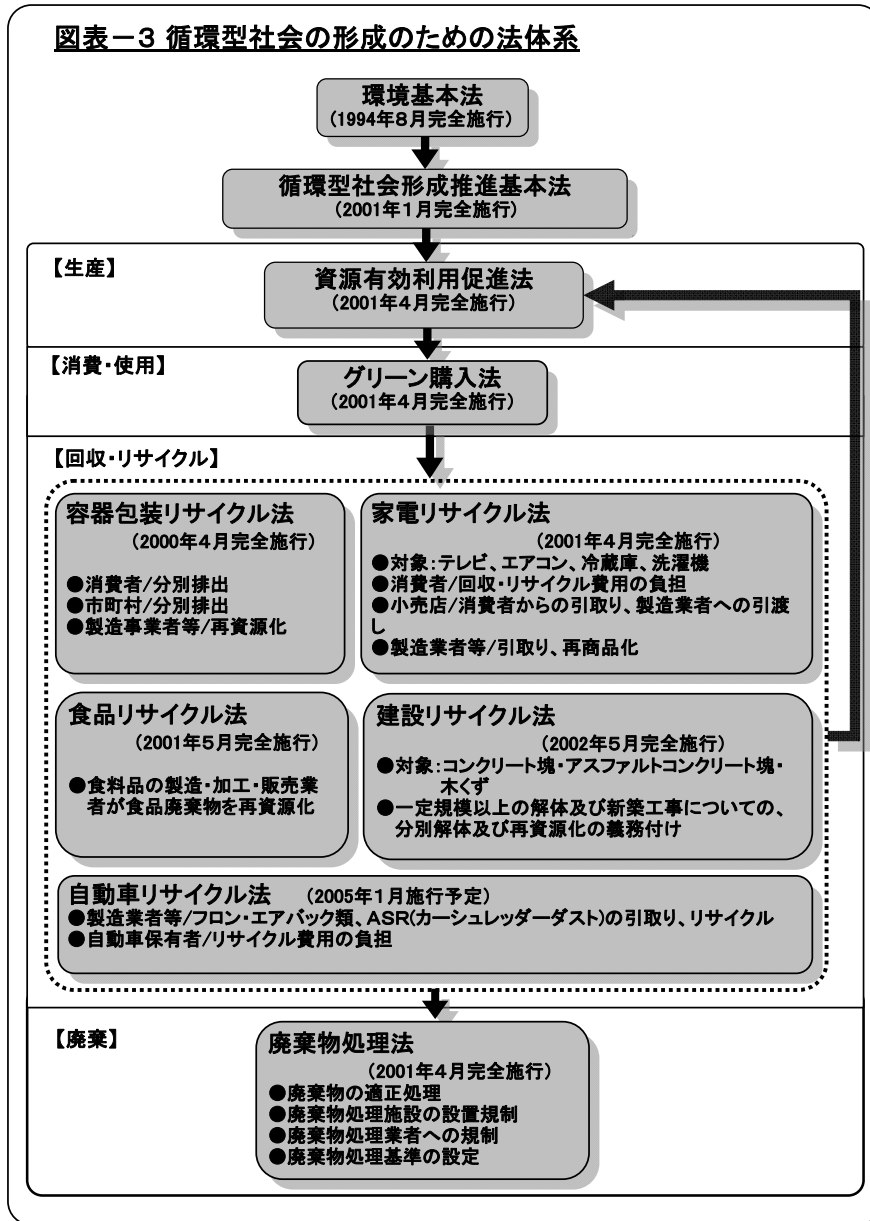 図表－3 循環型社会の形成のための法体系
環境基本法
(1994年8月完全施行)
循環型社会形成推進基本法
(2001年1月完全施行)
【生産】
資源有効利用促進法
(2001年4月完全施行)
【消費・使用】
グリーン購入法
(2001年4月完全施行)
【回収・リサイクル】
容器包装リサイクル法
(2000年4月完全施行)
●消費者/分別排出
●市町村/分別排出
●製造事業者等/再資源化
家電リサイクル法
(2001年4月完全施行)
●対象:テレビ、エアコン、冷蔵庫、洗濯機
●消費者/回収・リサイクル費用の負担
●小売店/消費者からの引取り、製造業者への引渡
し
●製造業者等/引取り、再商品化
食品リサイクル法
(2001年5月完全施行)
●食料品の製造・加工・販売業
者が食品廃棄物を再資源化
建設リサイクル法
(2002年5月完全施行)
●対象:コンクリート塊・アスファルトコンクリート塊・
木くず
●一定規模以上の解体及び新築工事についての、
分別解体及び再資源化の義務付け
自動車リサイクル法 (2005年1月施行予定)
●製造業者等/フロン・エアバック類、ASR(カーシュレッダーダスト)の引取り、リサイクル
●自動車保有者/リサイクル費用の負担
【廃棄】
廃棄物処理法
(2001年4月完全施行)
●廃棄物の適正処理
●廃棄物処理施設の設置規制
●廃棄物処理業者への規制
●廃棄物処理基準の設定